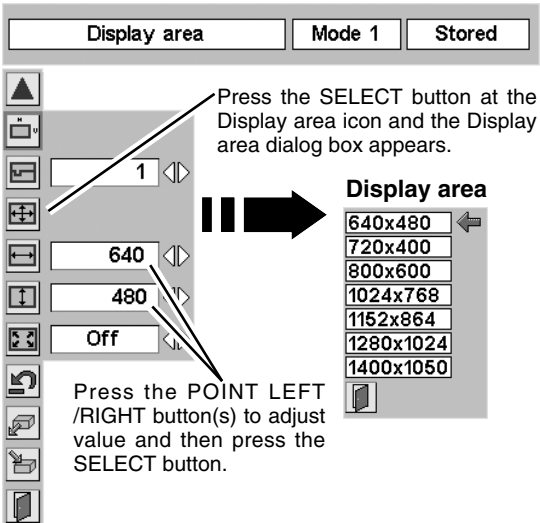 Display area
Mode 1
Stored
Press the SELECT button at the
Display area icon and the Display
area dialog box appears.
H
V
1
640
480
Off
Display area
640x480
720x400
800x600
1024x768
1152x864
1280x1024
1400x1050
Press the POINT LEFT
/RIGHT button(s) to adjust
value and then press the
SELECT button.